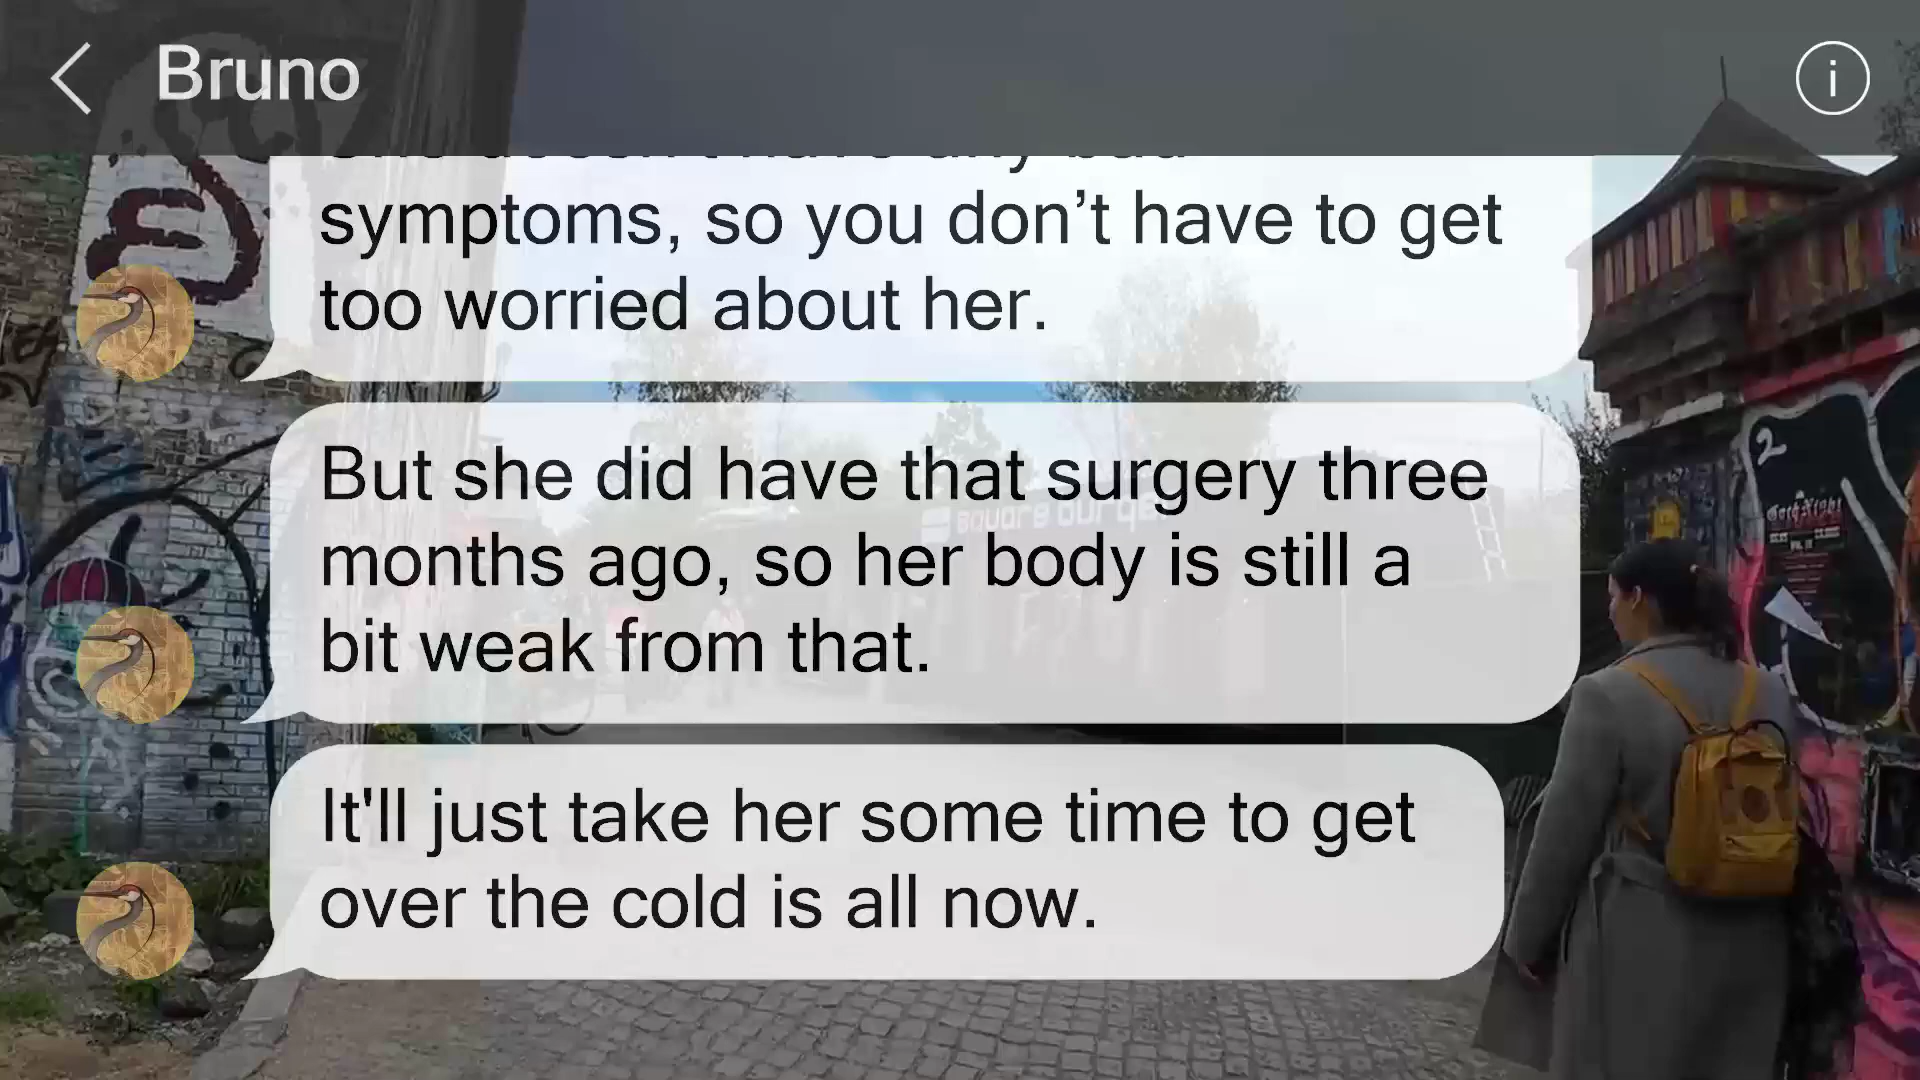 Bruno
symptoms, so you don’t have to get
too worried about her.
But she did have that surgery three
months ago, so her body is still a
bit weak from that.
It'll just take her some time to get
over the cold is all now.
2